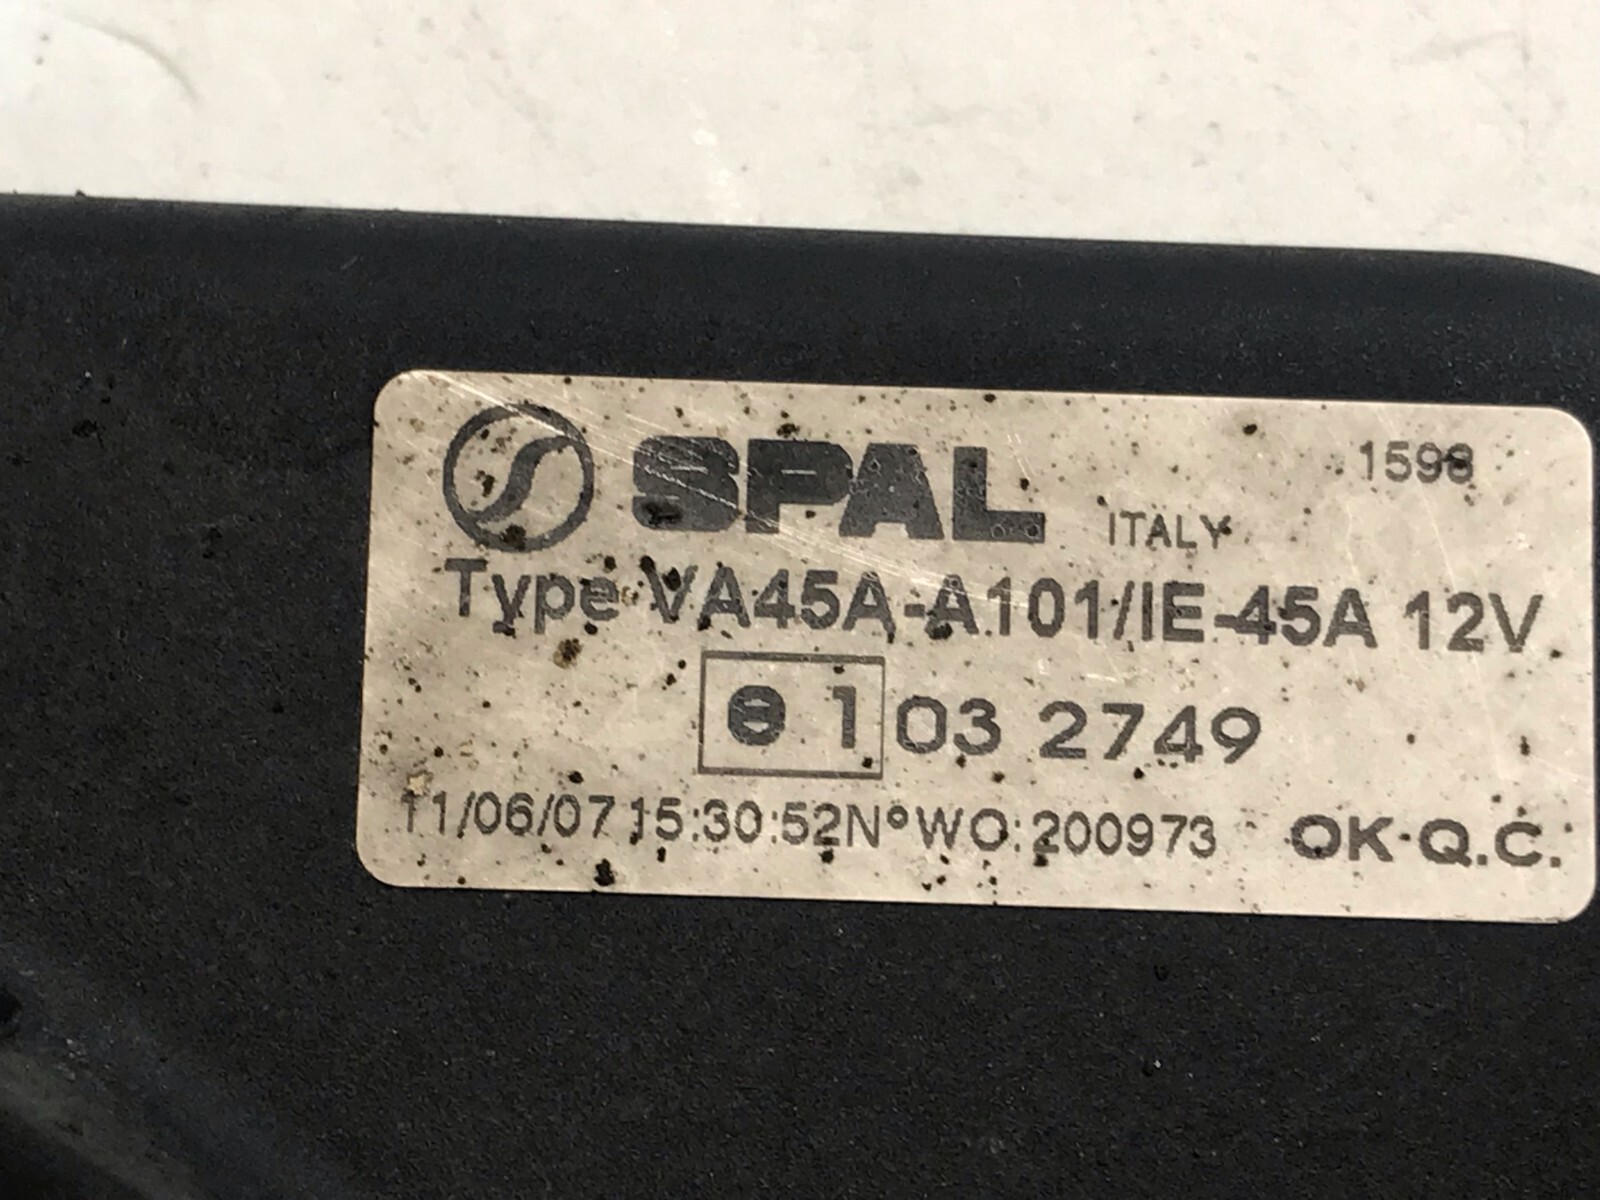 SPAL ITALY 1598
Type VA45A-A101/IE-45A 12V
e 1 03 2749
11/06/07 15:30:52 N° WO:200973 OK Q.C.